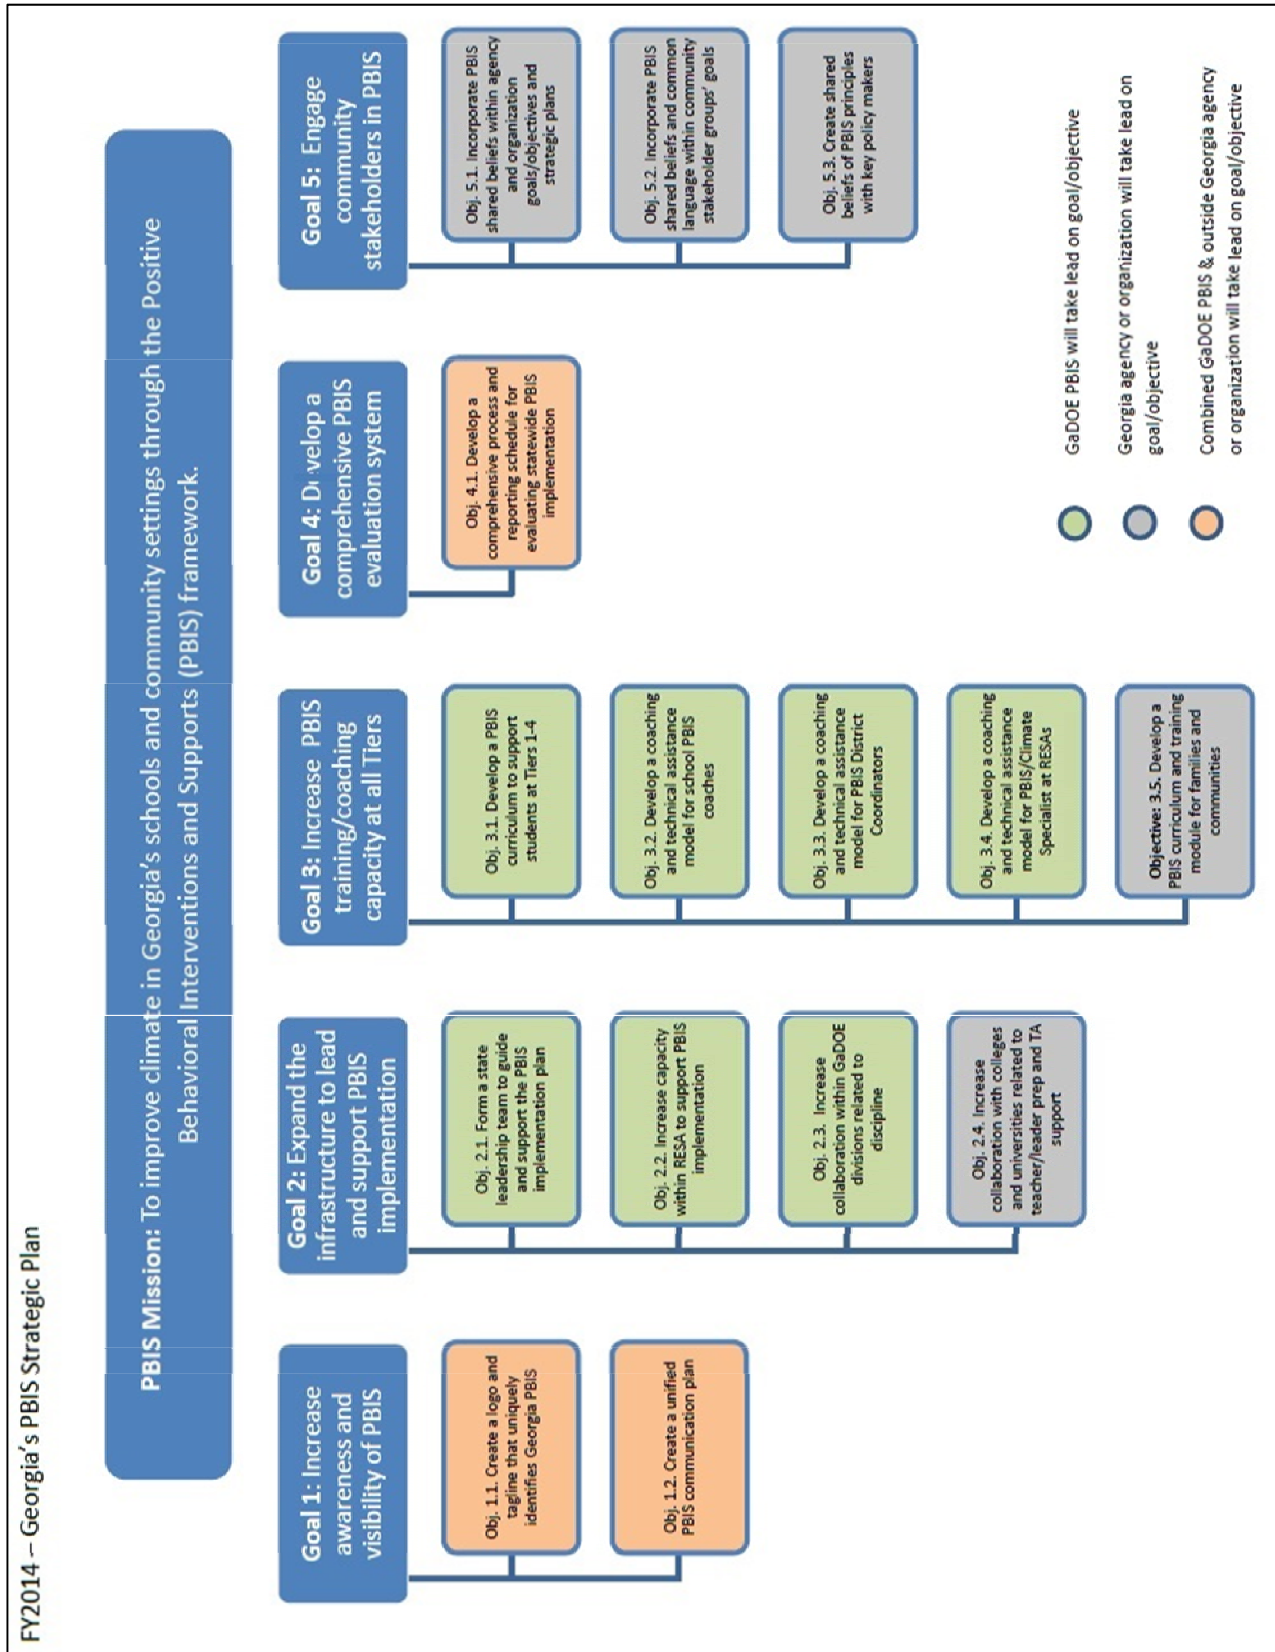 FY2014 – Georgia's PBIS Strategic Plan
PBIS Mission: To improve climate in Georgia's schools and community settings through the Positive
Behavioral Interventions and Supports (PBIS) framework.
Goal 1: Increase
awareness and
visibility of PBIS
Obj. 1.1. Create a logo and
tagline that uniquely
identifies Georgia PBIS
Obj. 1.2. Create a unified
PBIS communication plan
Goal 2: Expand the
infrastructure to lead
and support PBIS
implementation
Obj. 2.1. Form a state
leadership team to guide
and support the PBIS
implementation plan
Obj. 2.2. Increase capacity
within RESA to support PBIS
implementation
Obj. 2.3. Increase
collaboration within GaDOE
divisions related to
discipline
Obj. 2.4. Increase
collaboration with colleges
and universities related to
teacher/leader prep and TA
support
Goal 3: Increase PBIS
training/coaching
capacity at all Tiers
Obj. 3.1. Develop a PBIS
curriculum to support
students at Tiers 1-4
Obj. 3.2. Develop a coaching
and technical assistance
model for school PBIS
coaches
Obj. 3.3. Develop a coaching
and technical assistance
model for PBIS District
Coordinators
Obj. 3.4. Develop a coaching
and technical assistance
model for PBIS/Climate
Specialist at RESAs
Objective: 3.5. Develop a
PBIS curriculum and training
module for families and
communities
Goal 4: Develop a
comprehensive PBIS
evaluation system
Obj. 4.1. Develop a
comprehensive process and
reporting schedule for
evaluating statewide PBIS
implementation
Goal 5: Engage
community
stakeholders in PBIS
Obj. 5.1. Incorporate PBIS
shared beliefs within agency
and organization
goals/objectives and
strategic plans
Obj. 5.2. Incorporate PBIS
shared beliefs and common
language within community
stakeholder groups' goals
Obj. 5.3. Create shared
beliefs of PBIS principles
with key policy makers
GaDOE PBIS will take lead on goal/objective
Georgia agency or organization will take lead on
goal/objective
Combined GaDOE PBIS & outside Georgia agency
or organization will take lead on goal/objective